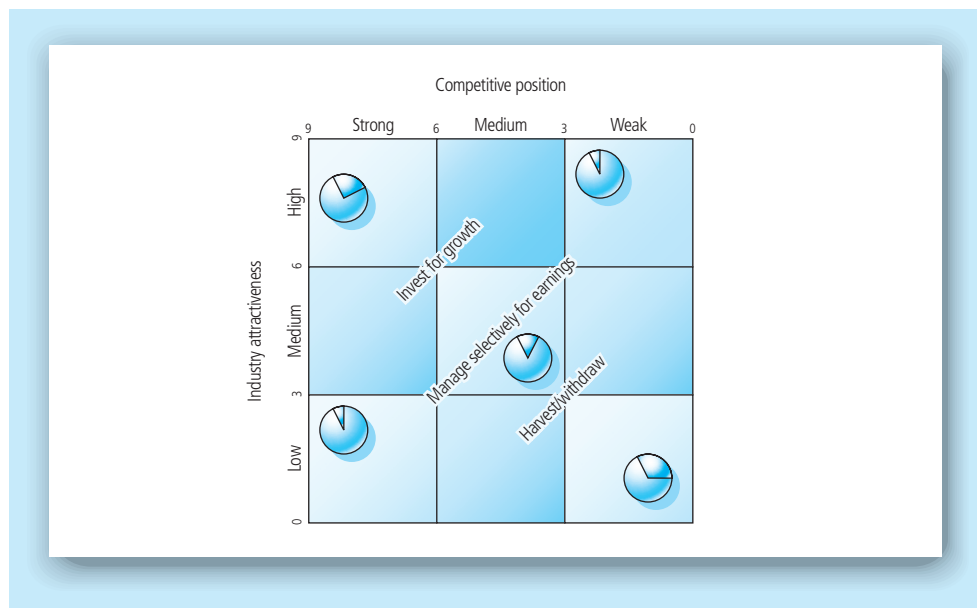 Competitive position
9 Strong 6 Medium 3 Weak 0
Industry attractiveness
9
High
6
Medium
3
Low
0
Invest for growth
Manage selectively for earnings
Harvest/withdraw